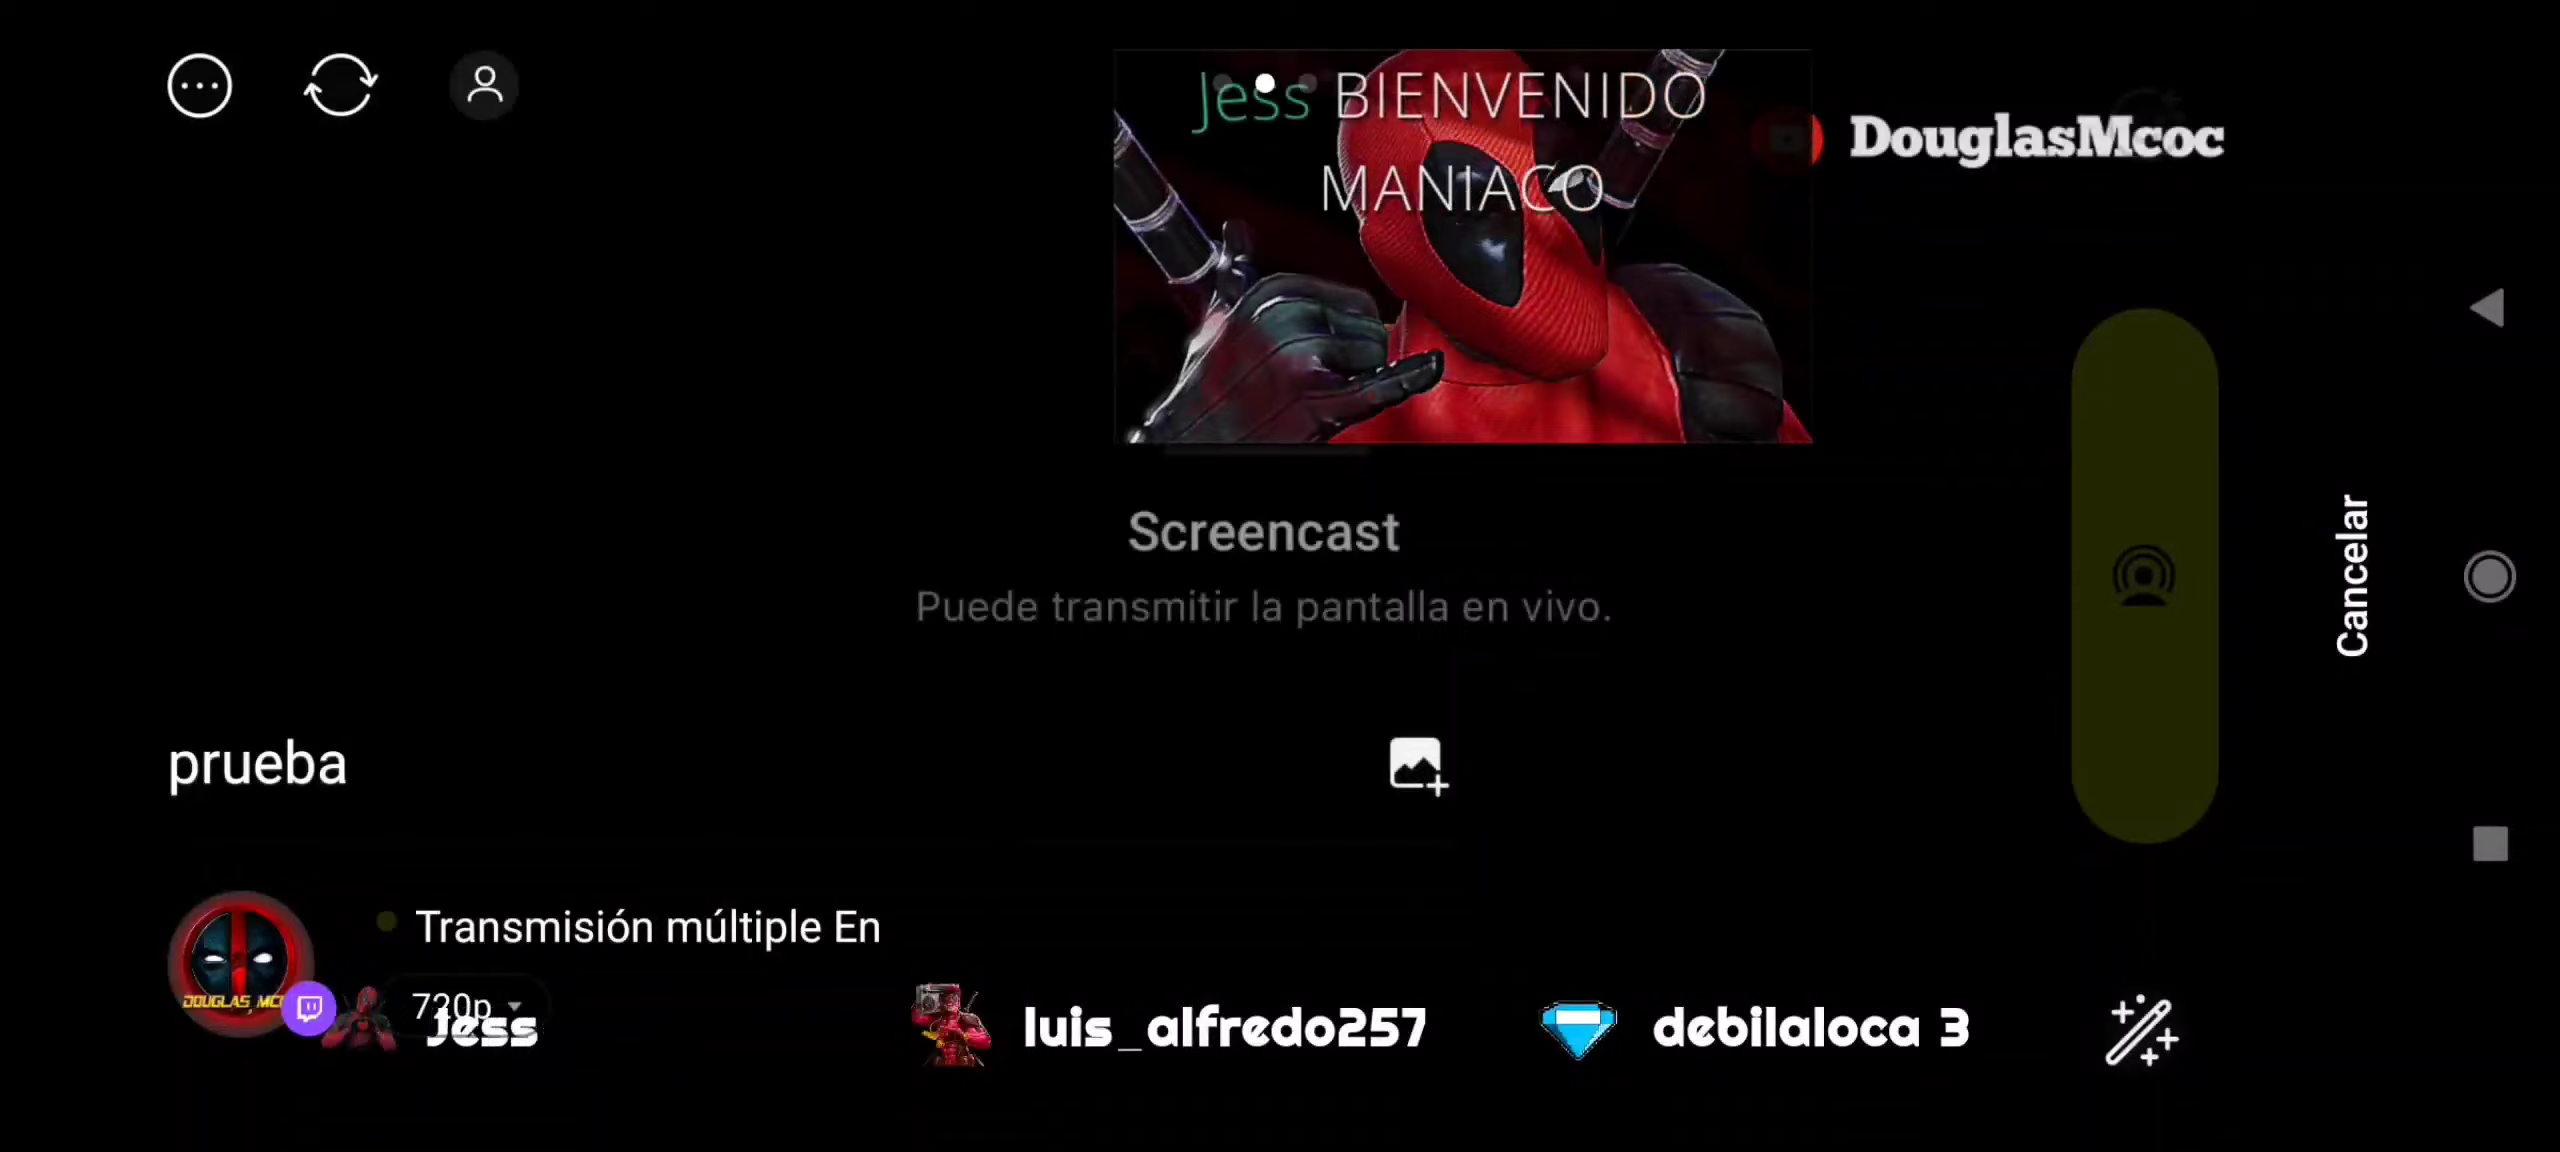 Jess BIENVENIDO
MANIACO
DouglasMcoc
Screencast
Puede transmitir la pantalla en vivo.
Cancelar
prueba
Transmisión múltiple En
720p
Jess
luis_alfredo257
debilaloca 3